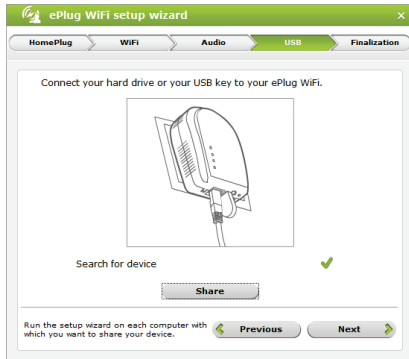 ePlug WiFi setup wizard
HomePlug WiFi Audio USB Finalization
Connect your hard drive or your USB key to your ePlug WiFi.
Search for device
Share
Run the setup wizard on each computer with
which you want to share your device.
Previous Next